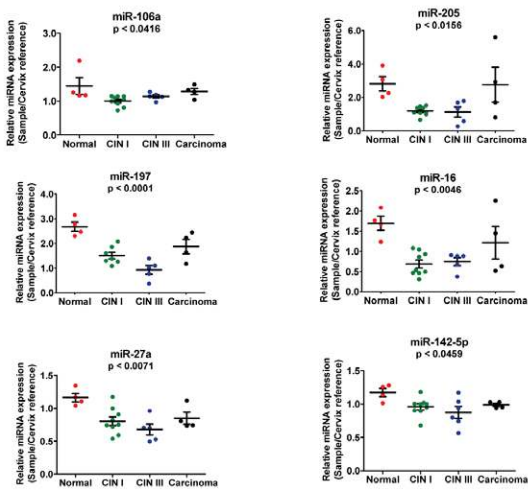 miR-106a
p < 0.0416
Relative miRNA expression
(Sample/Cervix reference)
3.0
2.0
1.0
0.0
Normal CIN I CIN III Carcinoma
miR-205
p < 0.0156
Relative miRNA expression
(Sample/Cervix reference)
6.0
4.0
2.0
0.0
Normal CIN I CIN III Carcinoma
miR-197
p < 0.0001
Relative miRNA expression
(Sample/Cervix reference)
4.0
3.0
2.0
1.0
0.0
Normal CIN I CIN III Carcinoma
miR-16
p < 0.0046
Relative miRNA expression
(Sample/Cervix reference)
2.5
2.0
1.5
1.0
0.5
0.0
Normal CIN I CIN III Carcinoma
miR-27a
p < 0.0071
Relative miRNA expression
(Sample/Cervix reference)
2.0
1.5
1.0
0.5
0.0
Normal CIN I CIN III Carcinoma
miR-142-5p
p < 0.0459
Relative miRNA expression
(Sample/Cervix reference)
2.0
1.5
1.0
0.5
0.0
Normal CIN I CIN III Carcinoma